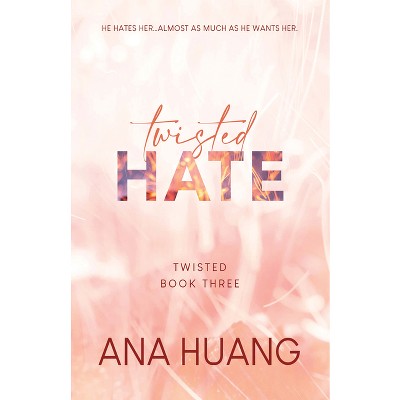 HE HATES HER...ALMOST AS MUCH AS HE WANTS HER.
twisted
HATE
TWISTED
BOOK THREE
ANA HUANG